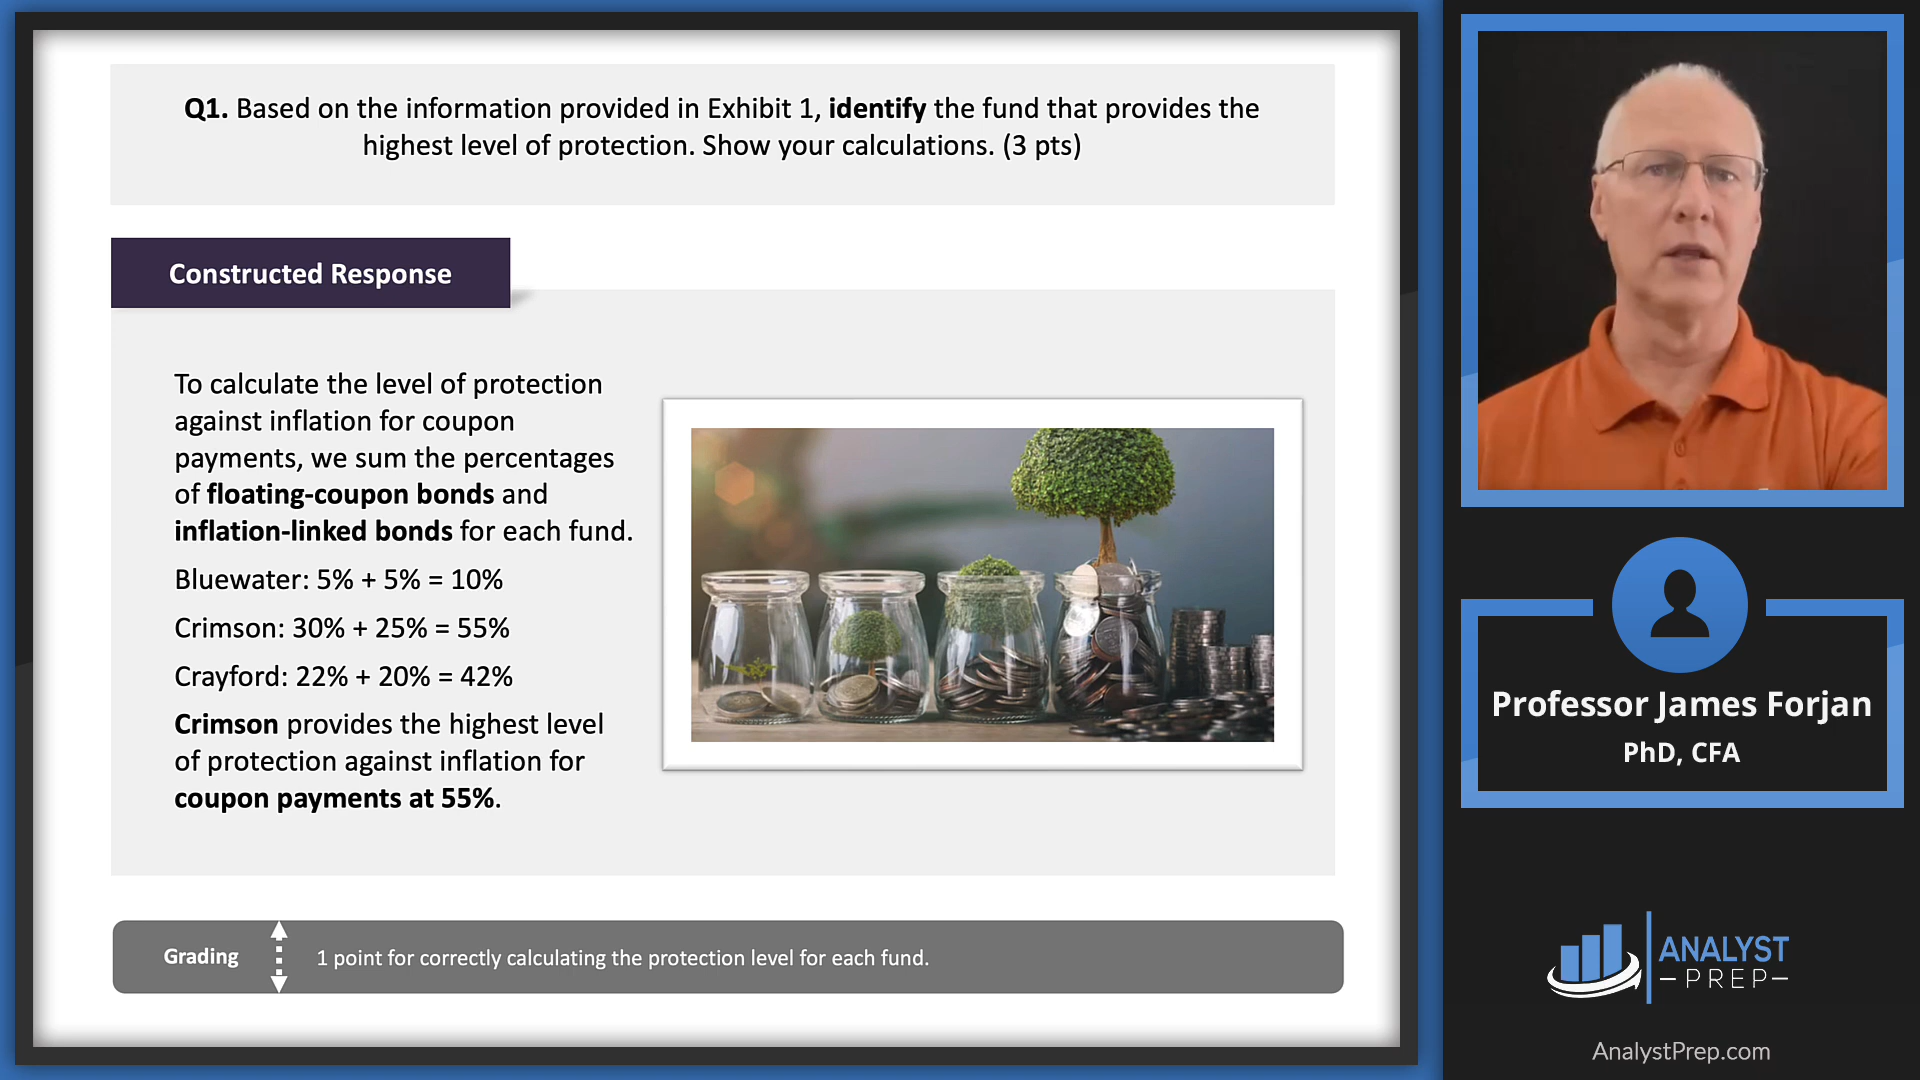 Q1. Based on the information provided in Exhibit 1, identify the fund that provides the
highest level of protection. Show your calculations. (3 pts)
Constructed Response
To calculate the level of protection
against inflation for coupon
payments, we sum the percentages
of floating-coupon bonds and
inflation-linked bonds for each fund.
Bluewater: 5% + 5% = 10%
Crimson: 30% + 25% = 55%
Crayford: 22% + 20% = 42%
Crimson provides the highest level
of protection against inflation for
coupon payments at 55%.
Grading
1 point for correctly calculating the protection level for each fund.
Professor James Forjan
PhD, CFA
ANALYST
PREP
AnalystPrep.com